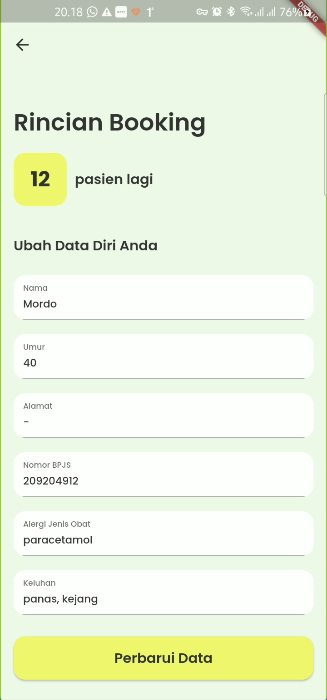 20.18
76%
DEBUG
Rincian Booking
12 pasien lagi
Ubah Data Diri Anda
Nama
Mordo
Umur
40
Alamat
-
Nomor BPJS
209204912
Alergi Jenis Obat
paracetamol
Keluhan
panas, kejang
Perbarui Data